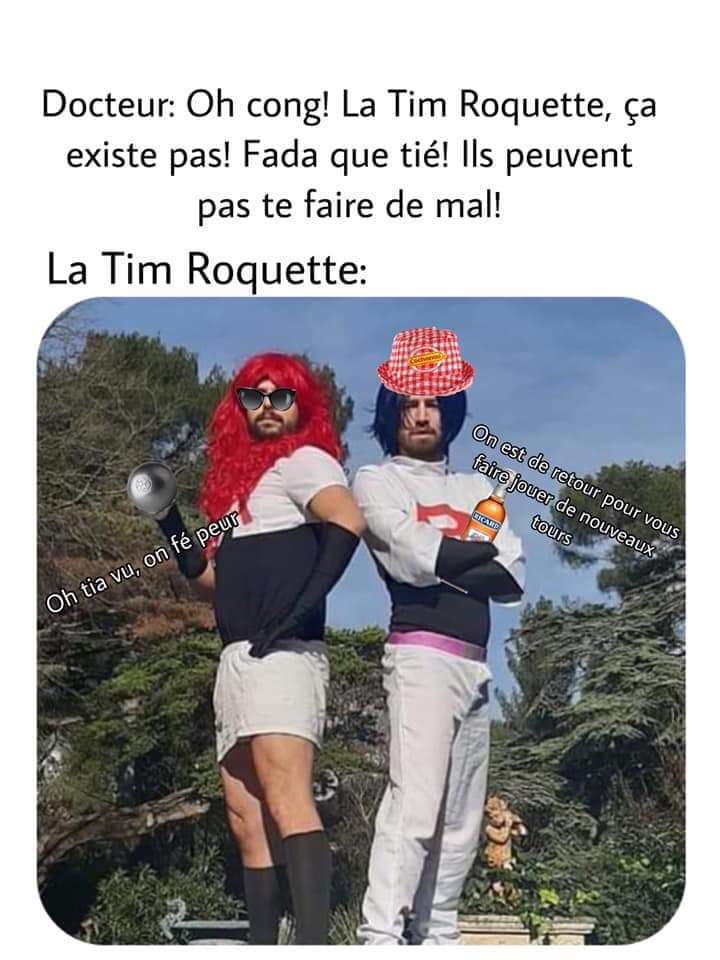 Docteur: Oh cong! La Tim Roquette, ça
existe pas! Fada que tié! Ils peuvent
pas te faire de mal!
La Tim Roquette:
Oh tia vu, on fé peur
On est de retour pour vous
faire jouer de nouveaux
tours
Cochonou
RICARD